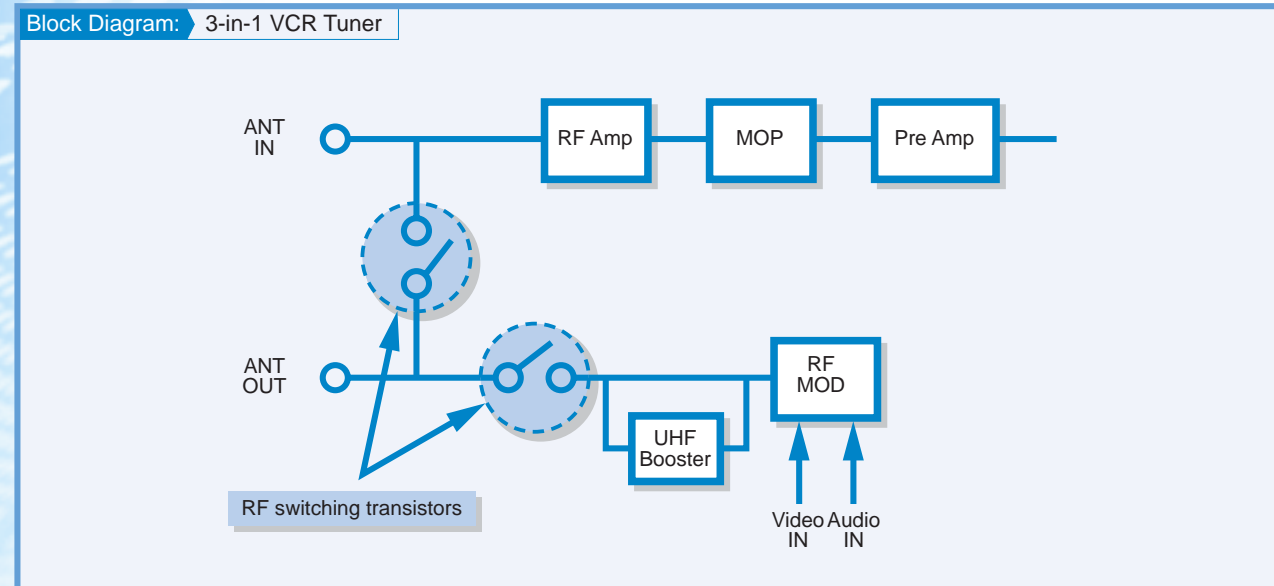 Block Diagram: 3-in-1 VCR Tuner
ANT
IN
RF Amp
MOP
Pre Amp
ANT
OUT
RF
MOD
UHF
Booster
RF switching transistors
Video
IN
Audio
IN